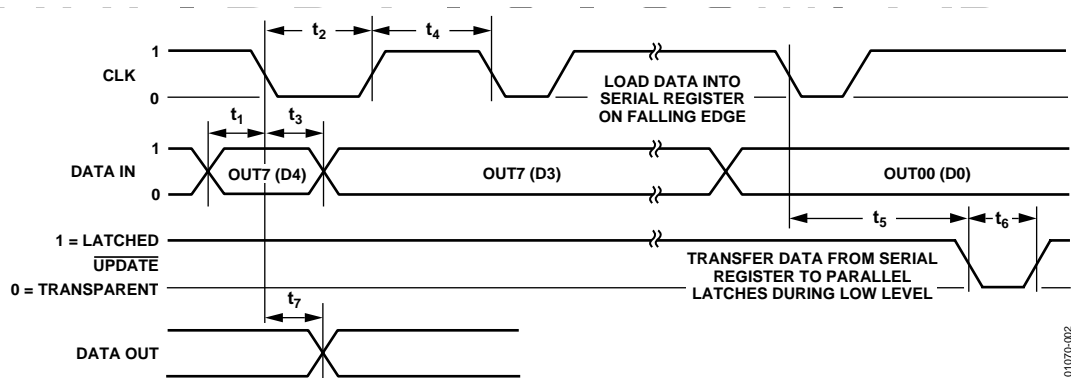 t2
t4
1
CLK
0
LOAD DATA INTO
SERIAL REGISTER
ON FALLING EDGE
t1
t3
1
DATA IN
0
OUT7 (D4)
OUT7 (D3)
OUT00 (D0)
t5
t6
1 = LATCHED
UPDATE
0 = TRANSPARENT
TRANSFER DATA FROM SERIAL
REGISTER TO PARALLEL
LATCHES DURING LOW LEVEL
t7
DATA OUT
01070-002